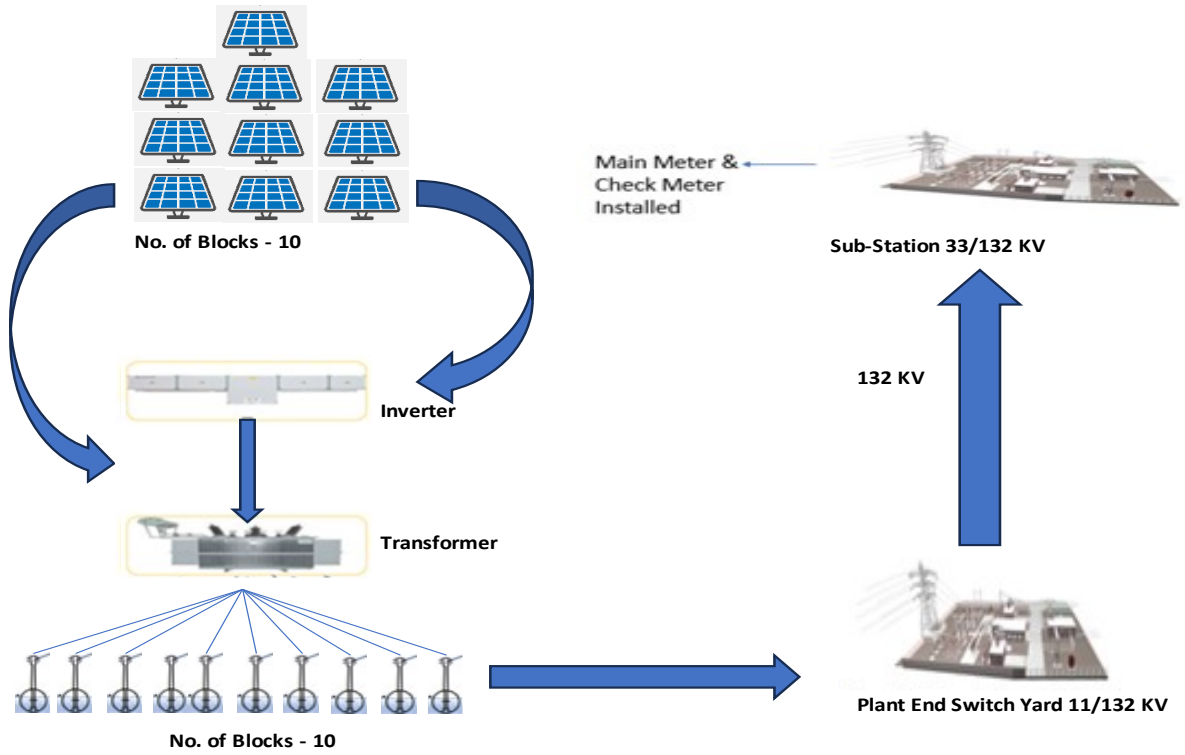 No. of Blocks - 10
Main Meter &
Check Meter
Installed
Sub-Station 33/132 KV
Inverter
132 KV
Transformer
No. of Blocks - 10
Plant End Switch Yard 11/132 KV